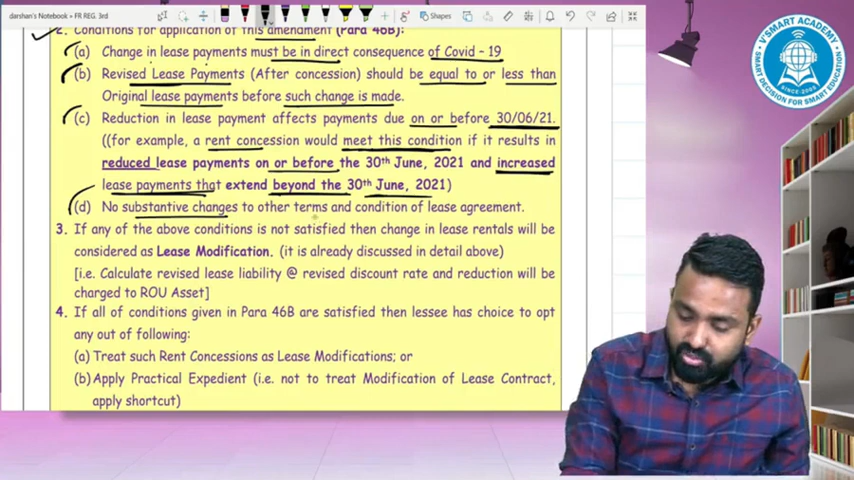 darshan's Notebook » FR REG. 3rd
Shapes
V'SMART ACADEMY
SMART DECISION FOR SMART EDUCATION
2. Conditions for application of this amendment (Para 46B):
(a) Change in lease payments must be in direct consequence of Covid – 19
(b) Revised Lease Payments (After concession) should be equal to or less than
Original lease payments before such change is made.
(c) Reduction in lease payment affects payments due on or before 30/06/21.
((for example, a rent concession would meet this condition if it results in
reduced lease payments on or before the 30th June, 2021 and increased
lease payments that extend beyond the 30th June, 2021)
(d) No substantive changes to other terms and condition of lease agreement.
3. If any of the above conditions is not satisfied then change in lease rentals will be
considered as Lease Modification. (it is already discussed in detail above)
[i.e. Calculate revised lease liability @ revised discount rate and reduction will be
charged to ROU Asset]
4. If all of conditions given in Para 46B are satisfied then lessee has choice to opt
any out of following:
(a) Treat such Rent Concessions as Lease Modifications; or
(b) Apply Practical Expedient (i.e. not to treat Modification of Lease Contract,
apply shortcut)